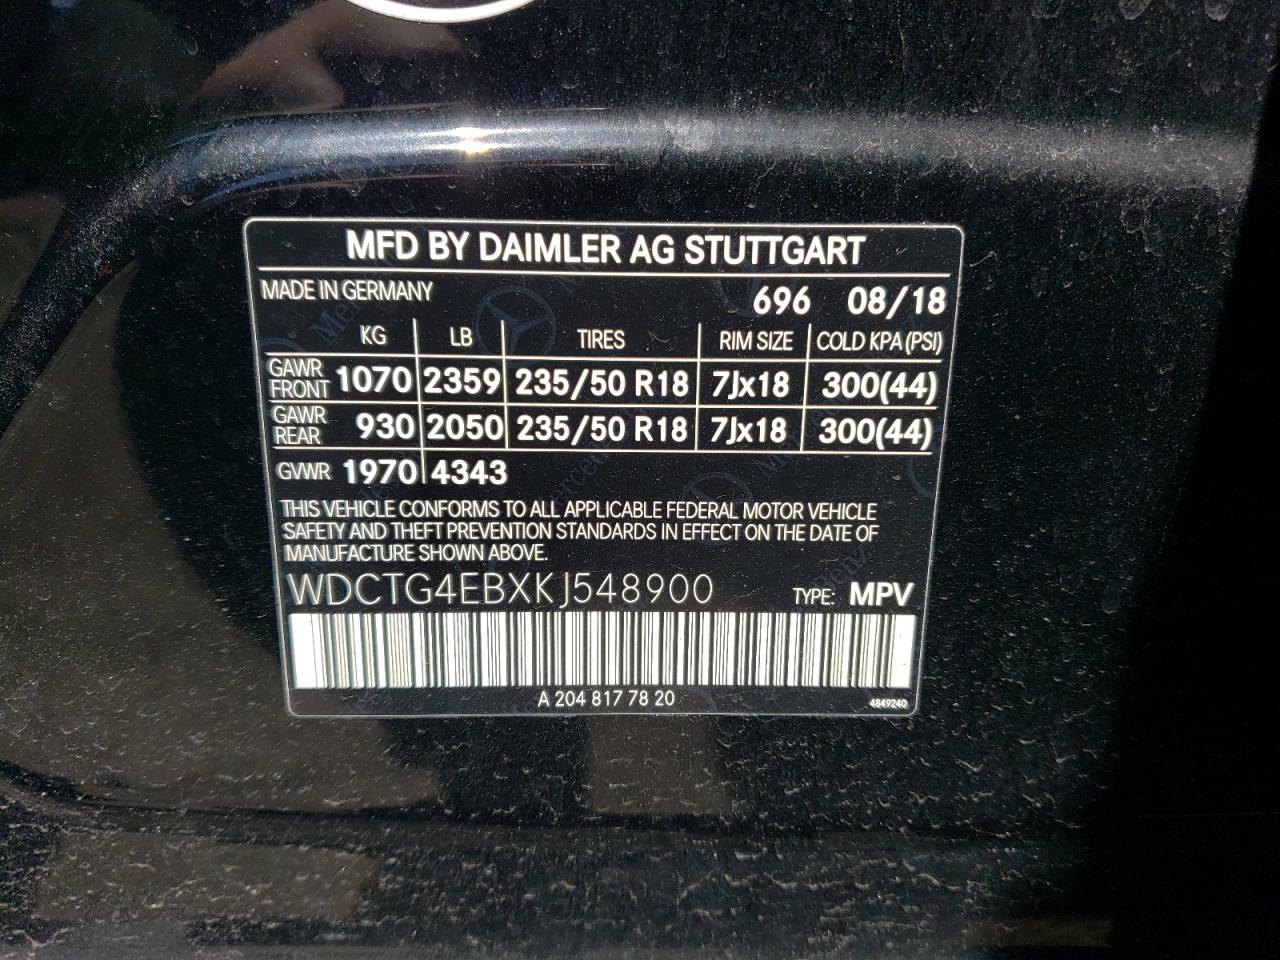 MFD BY DAIMLER AG STUTTGART
MADE IN GERMANY 696 08/18
KG LB TIRES RIM SIZE COLD KPA (PSI)
GAWR FRONT 1070 2359 235/50 R18 7Jx18 300(44)
GAWR REAR 930 2050 235/50 R18 7Jx18 300(44)
GVWR 1970 4343
THIS VEHICLE CONFORMS TO ALL APPLICABLE FEDERAL MOTOR VEHICLE
SAFETY AND THEFT PREVENTION STANDARDS IN EFFECT ON THE DATE OF
MANUFACTURE SHOWN ABOVE.
WDCTG4EBXKJ548900 TYPE: MPV
A 204 817 78 20 4849240